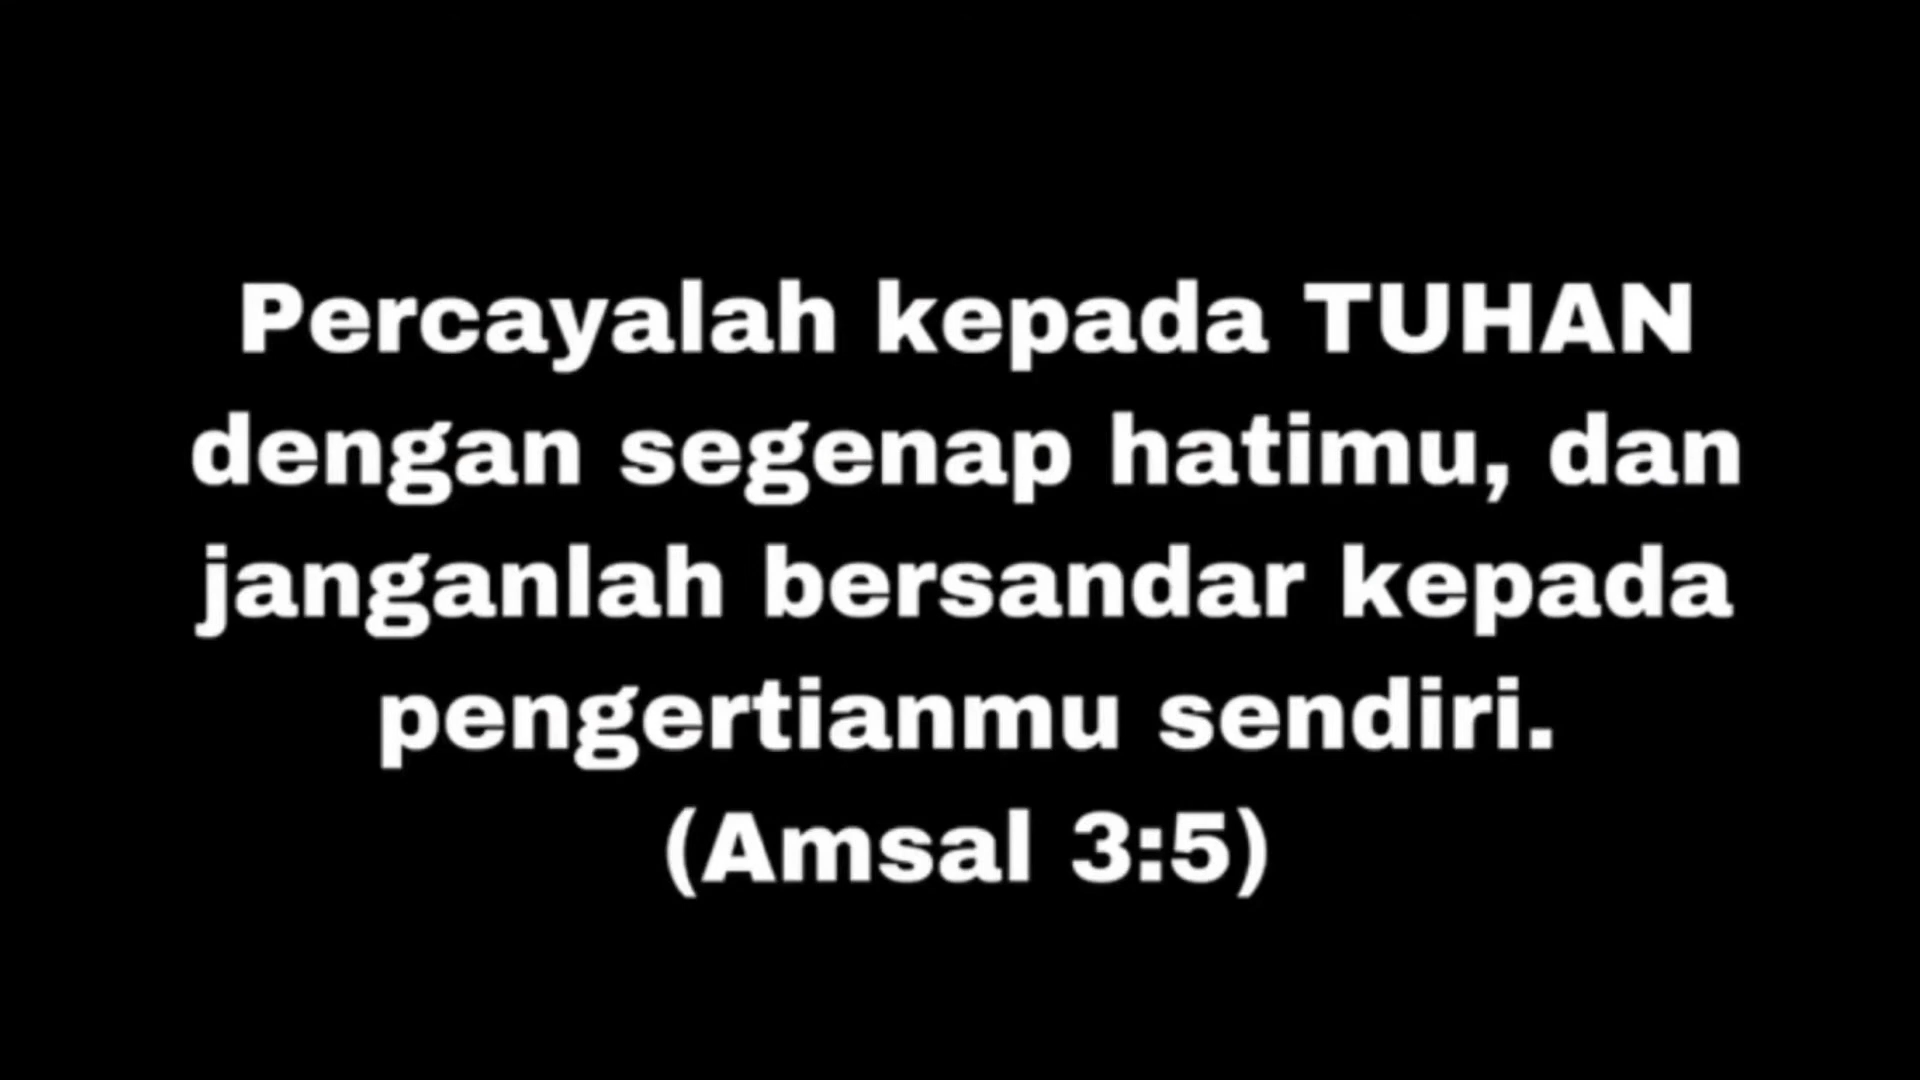 Percayalah kepada TUHAN
dengan segenap hatimu, dan
janganlah bersandar kepada
pengertianmu sendiri.
(Amsal 3:5)